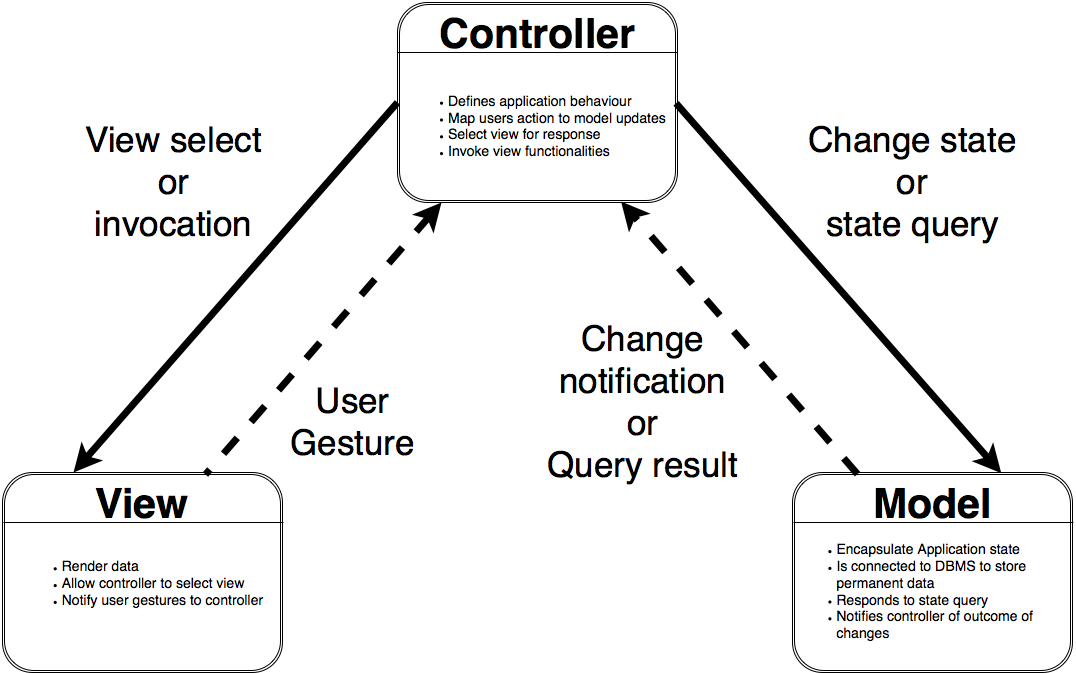 Controller
• Defines application behaviour
• Map users action to model updates
• Select view for response
• Invoke view functionalities
View select
or
invocation
Change state
or
state query
User
Gesture
Change
notification
or
Query result
View
• Render data
• Allow controller to select view
• Notify user gestures to controller
Model
• Encapsulate Application state
• Is connected to DBMS to store
permanent data
• Responds to state query
• Notifies controller of outcome of
changes